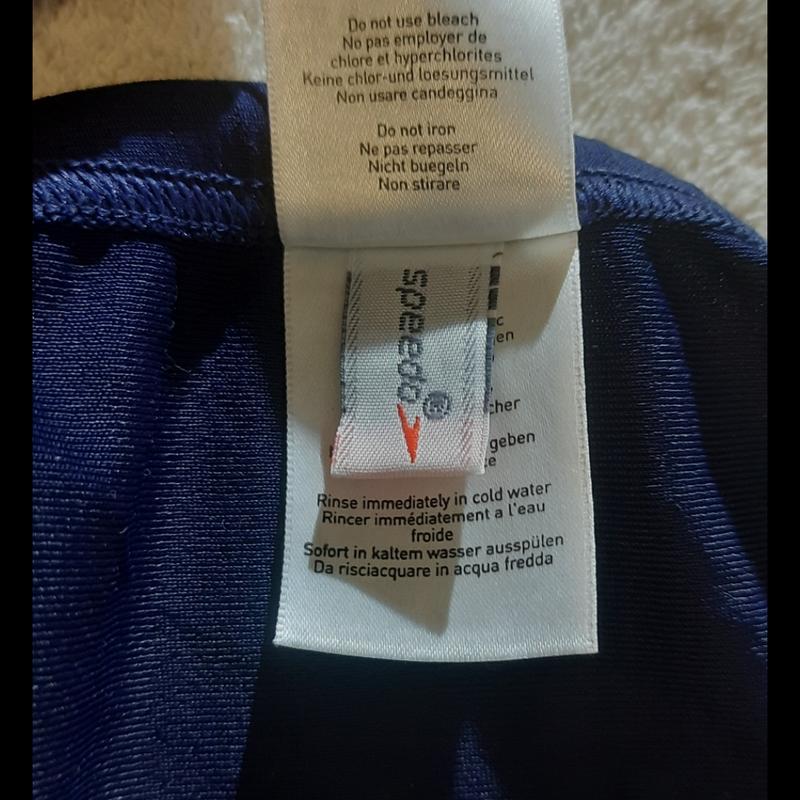 Do not use bleach
No pas employer de
chlore et hyperchlorites
Keine chlor-und loesungsmittel
Non usare candeggina
Do not iron
Ne pas repasser
Nicht buegeln
Non stirare
speedo®
geben
Rinse immediately in cold water
Rincer immédiatement a l'eau
froide
Sofort in kaltem wasser ausspülen
Da risciacquare in acqua fredda